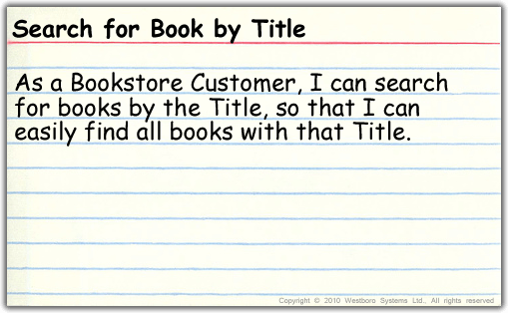 Search for Book by Title
As a Bookstore Customer, I can search
for books by the Title, so that I can
easily find all books with that Title.
Copyright © 2010 Westboro Systems Ltd., All rights reserved